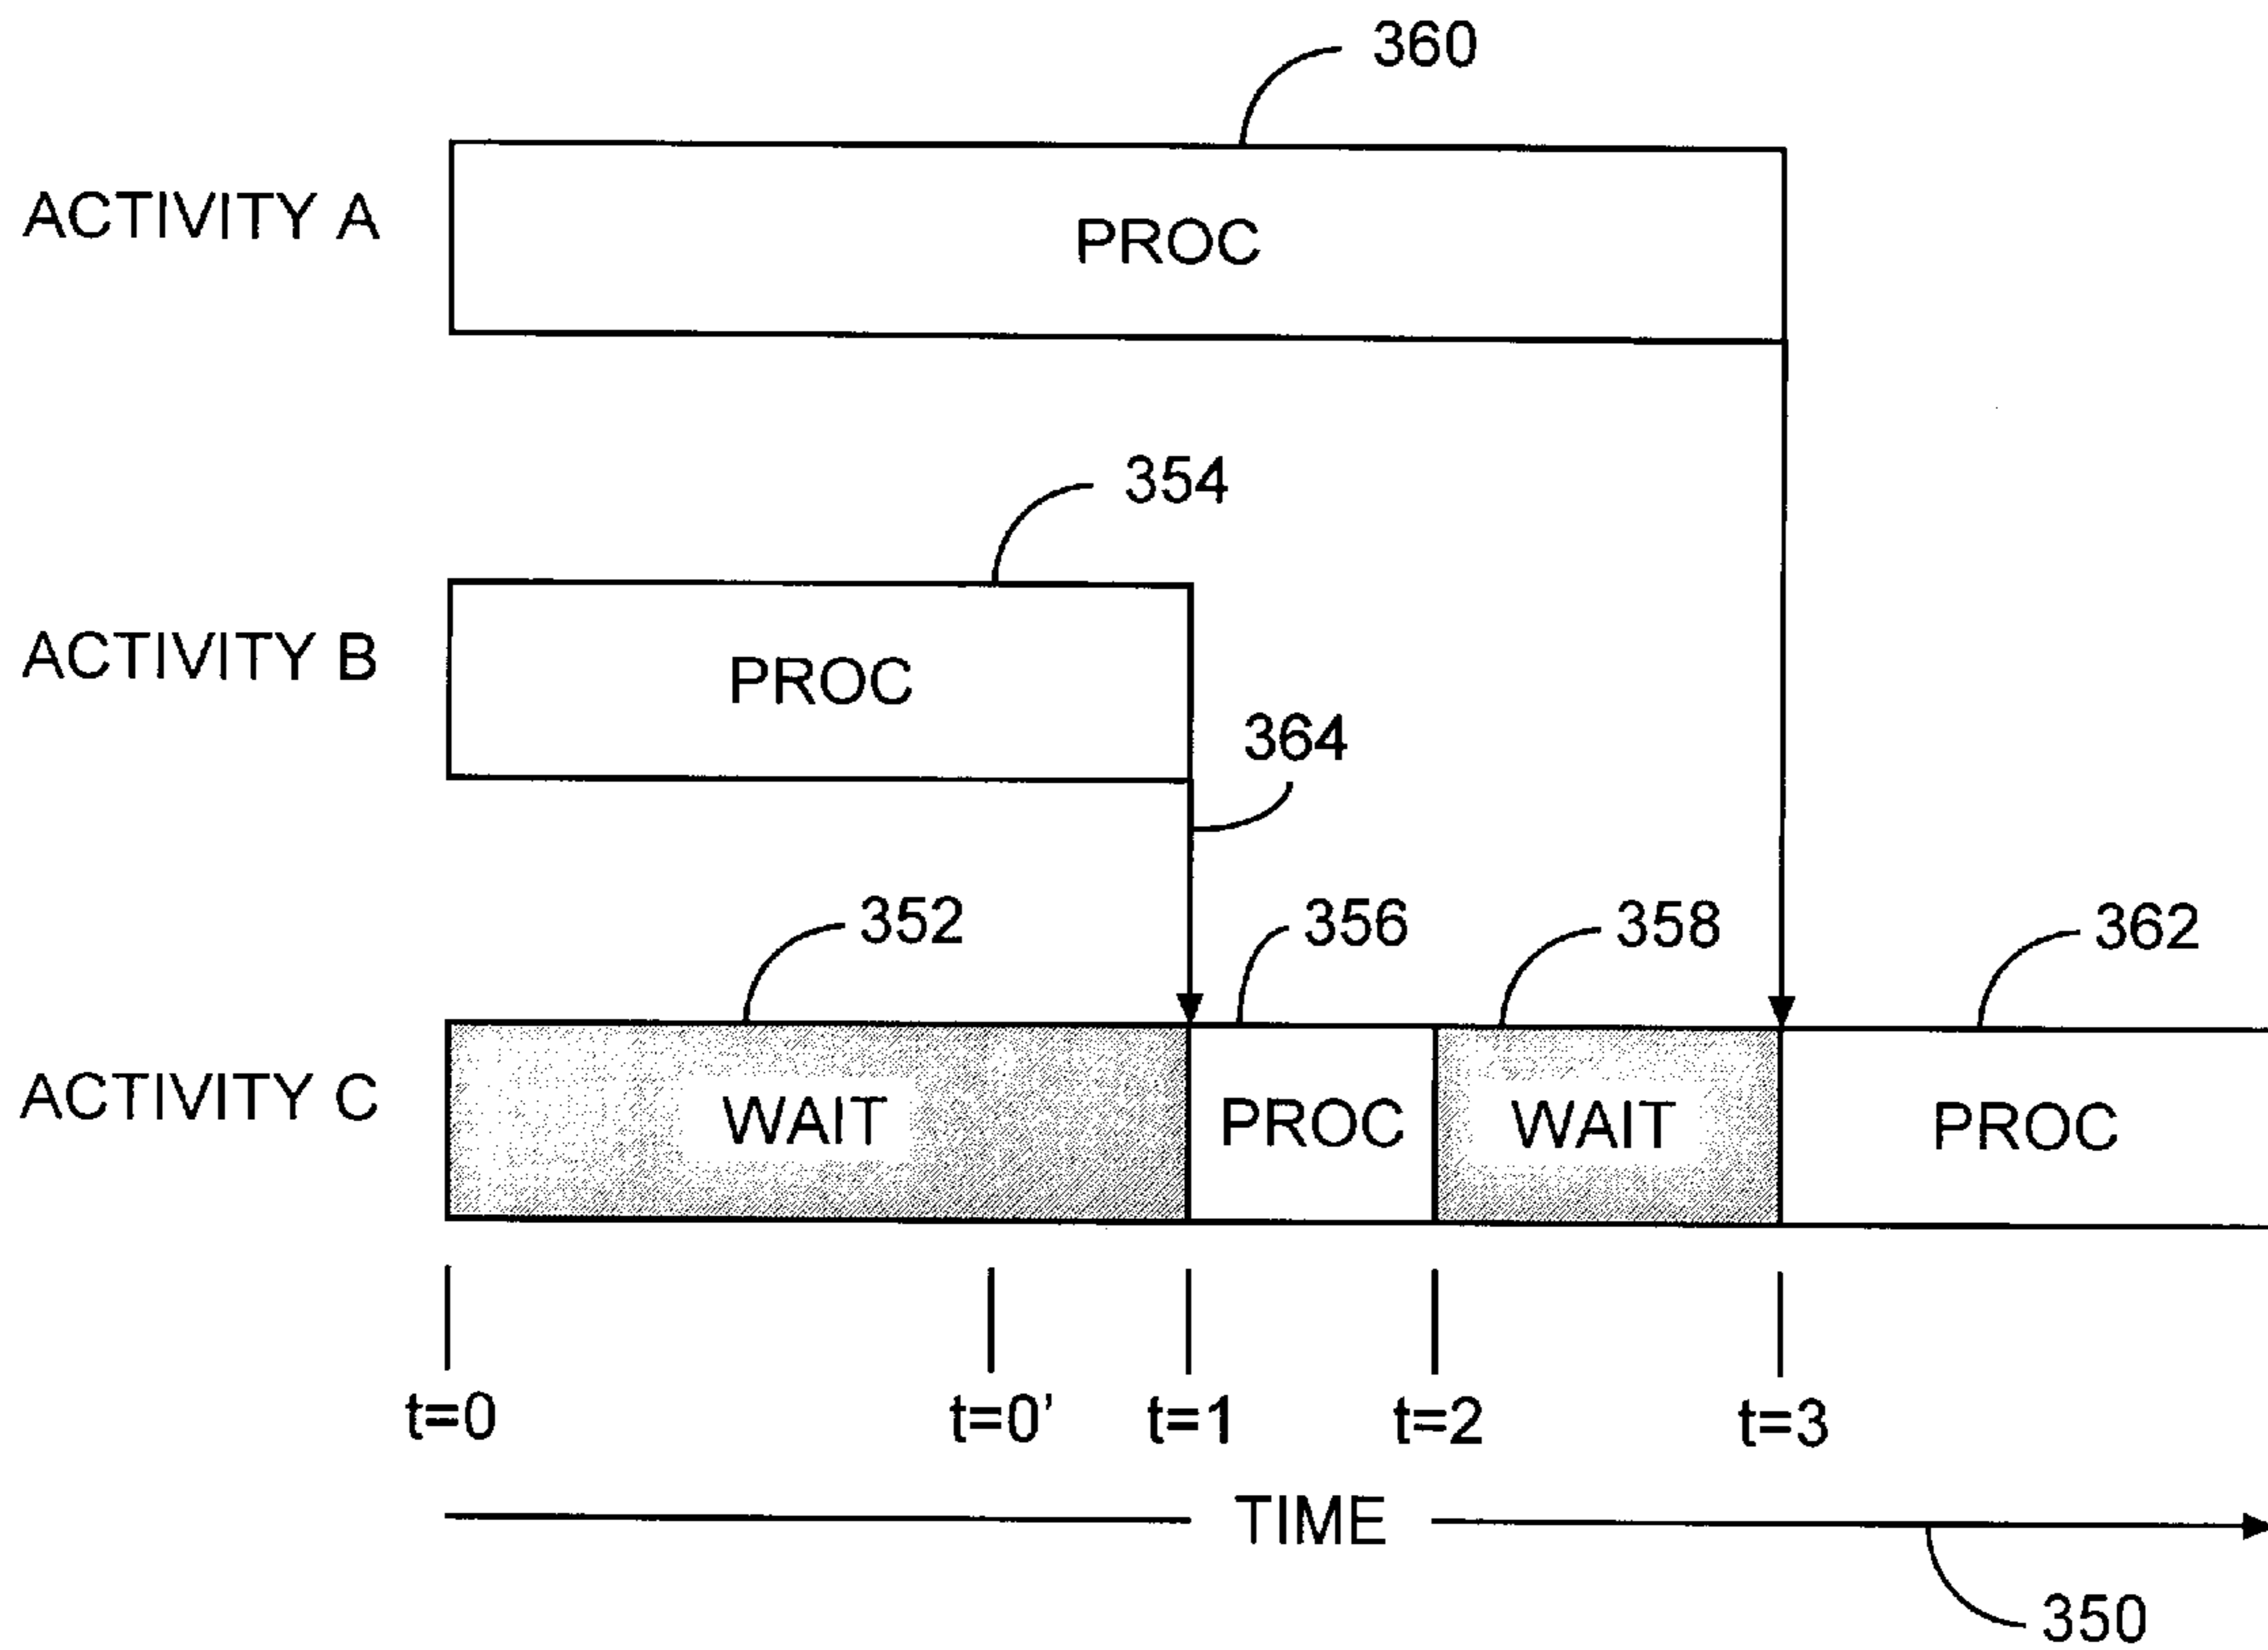 360
ACTIVITY A
PROC
354
ACTIVITY B
PROC
364
352
356
358
362
ACTIVITY C
WAIT
PROC
WAIT
PROC
t=0
t=0'
t=1
t=2
t=3
TIME
350